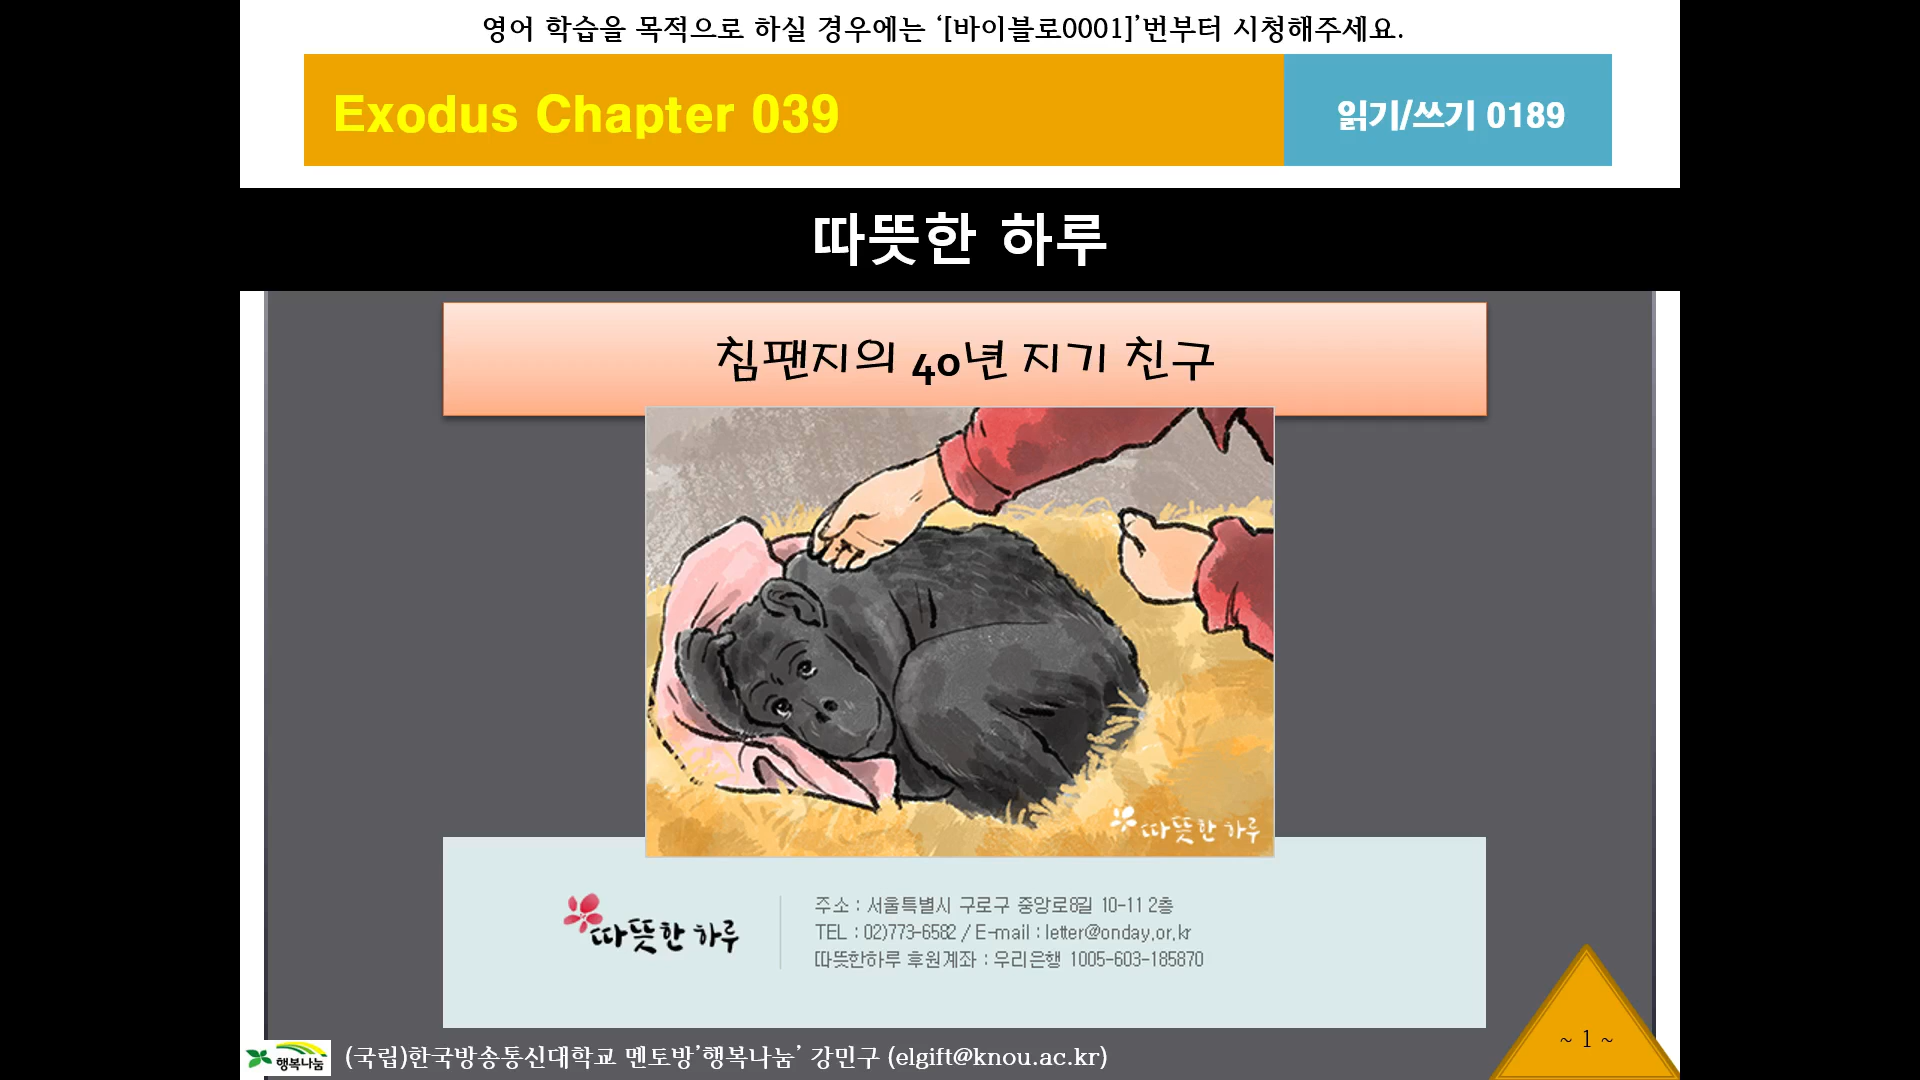 영어 학습을 목적으로 하실 경우에는 ‘[바이블로0001]’번부터 시청해주세요.
Exodus Chapter 039
읽기/쓰기 0189
따뜻한 하루
침팬지의 40년 지기 친구
따뜻한 하루
따뜻한 하루
주소 : 서울특별시 구로구 중앙로8길 10-11 2층
TEL : 02)773-6582 / E-mail : letter@onday.or.kr
따뜻한하루 후원계좌 : 우리은행 1005-603-185870
행복나눔
(국립)한국방송통신대학교 멘토방’행복나눔’ 강민구 (elgift@knou.ac.kr)
~ 1 ~